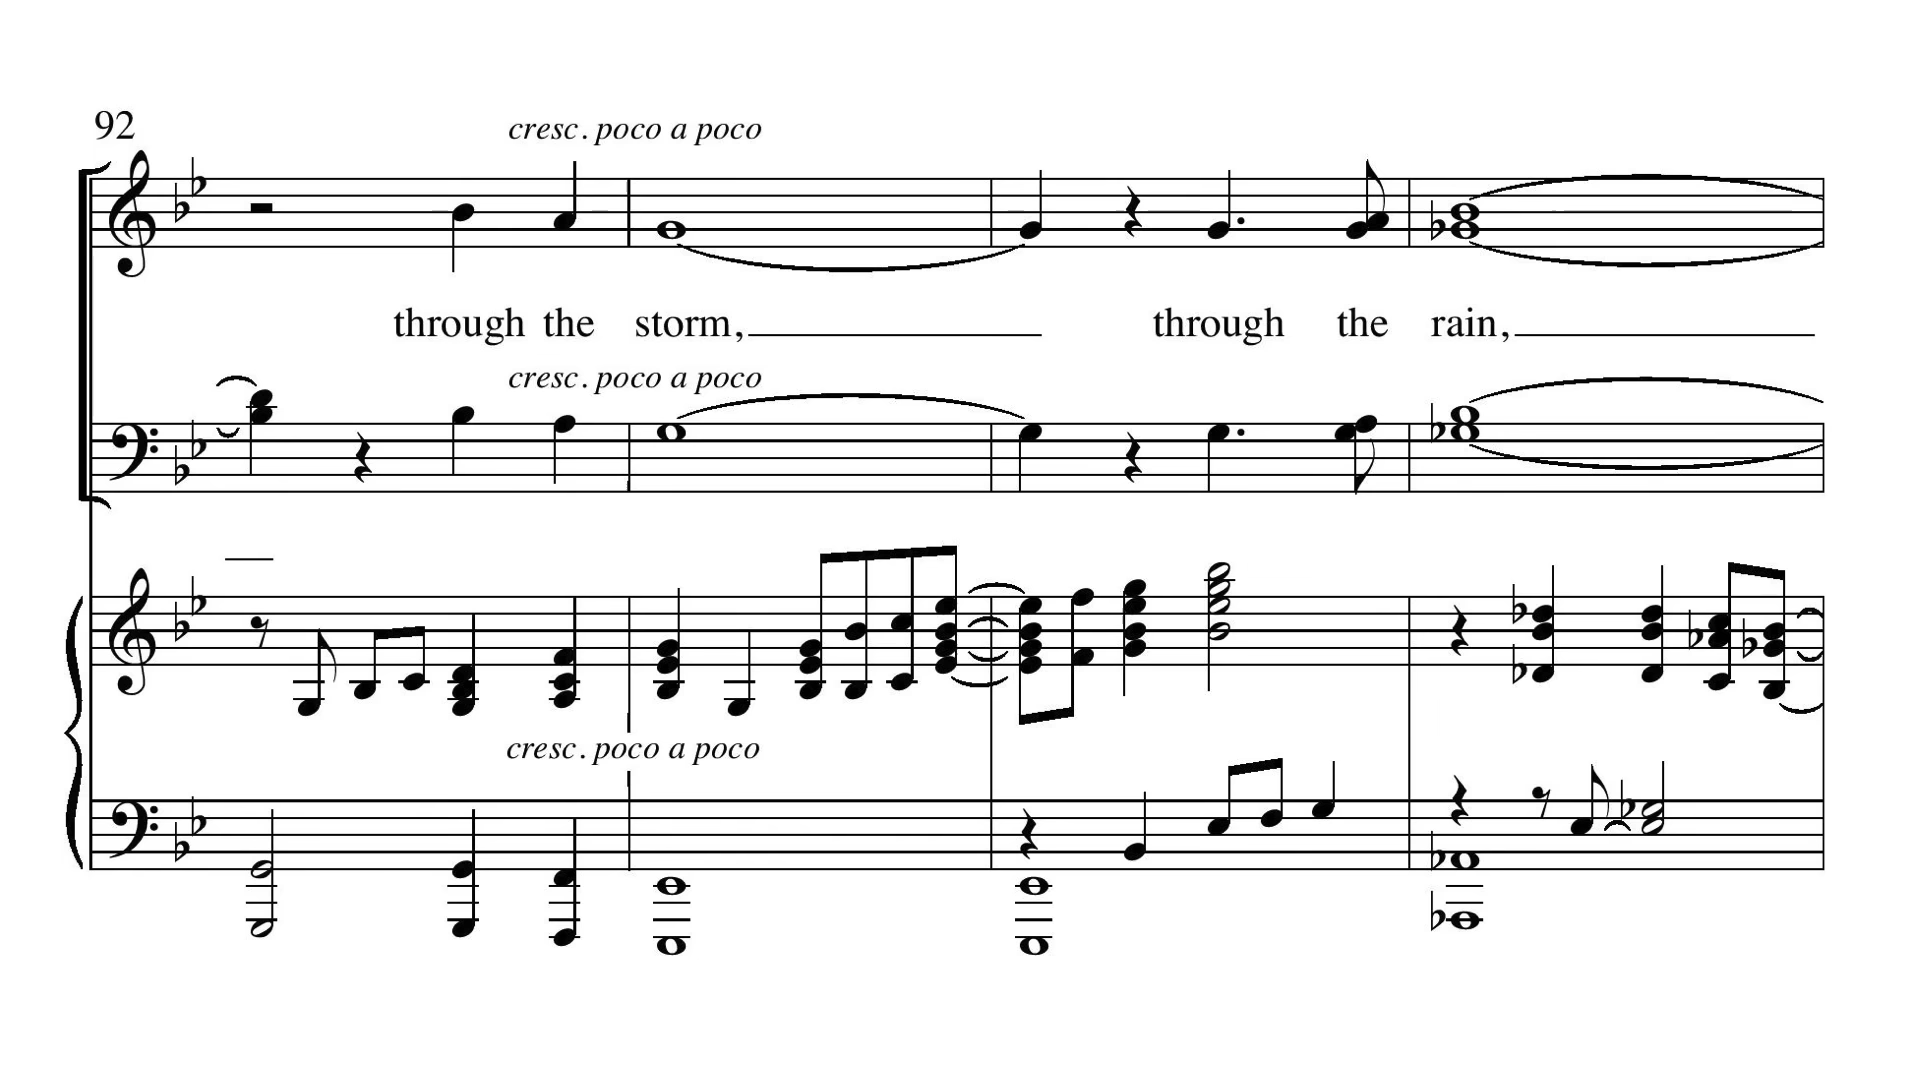 92
cresc. poco a poco
through the storm, through the rain,
cresc. poco a poco
cresc. poco a poco